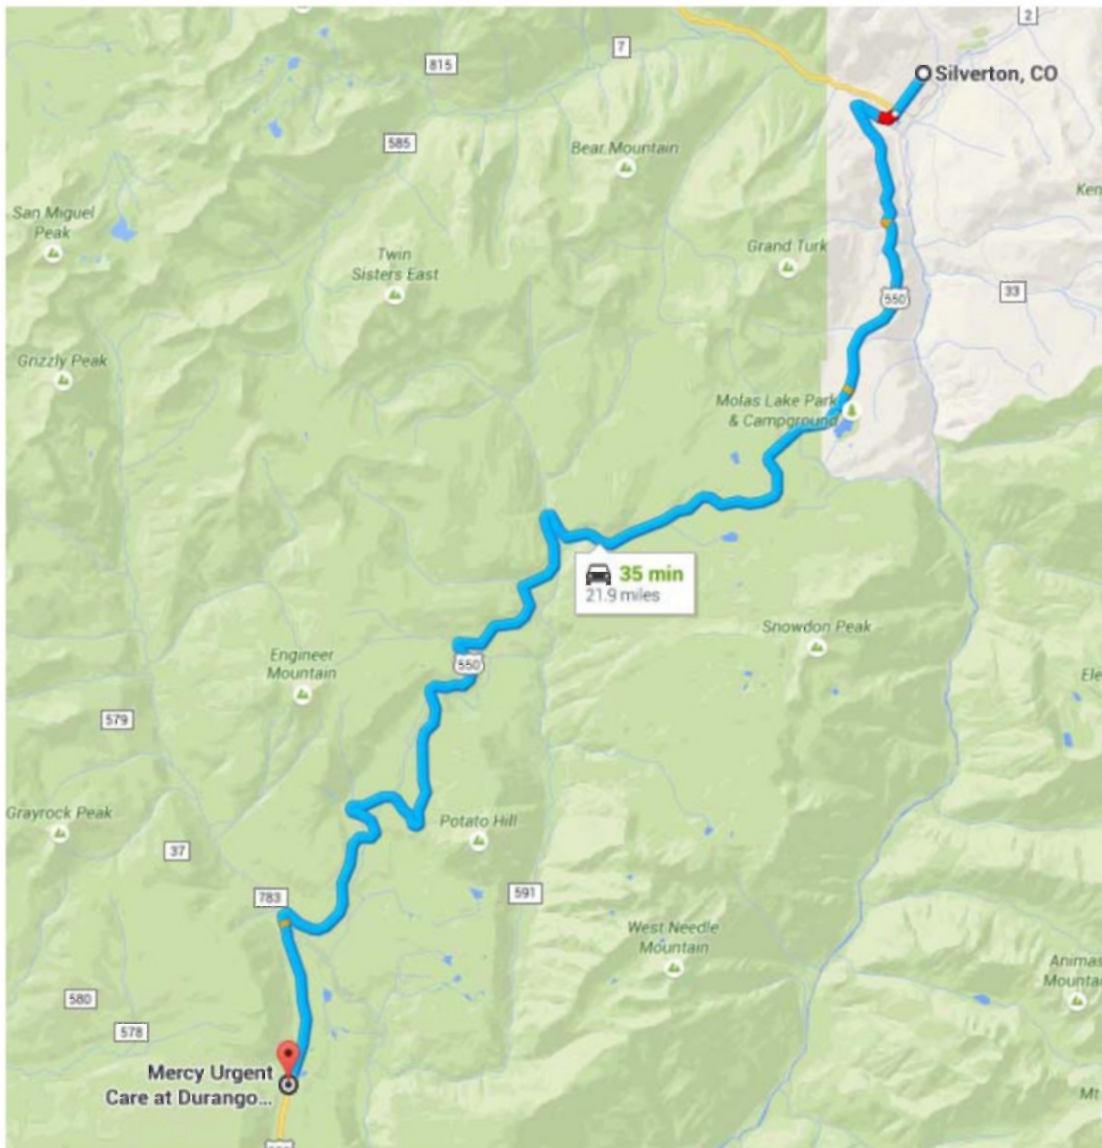 2
7
815
Silverton, CO
585
Bear Mountain
Ken
San Miguel
Peak
Grand Turk
Twin
Sisters East
33
550
Grizzly Peak
Molas Lake Park
& Campground
35 min
21.9 miles
Snowdon Peak
Engineer
Mountain
550
Ele
579
Grayrock Peak
Potato Hill
37
783
591
West Needle
Mountain
Animas
Mountai
580
578
Mercy Urgent
Care at Durango...
Mt